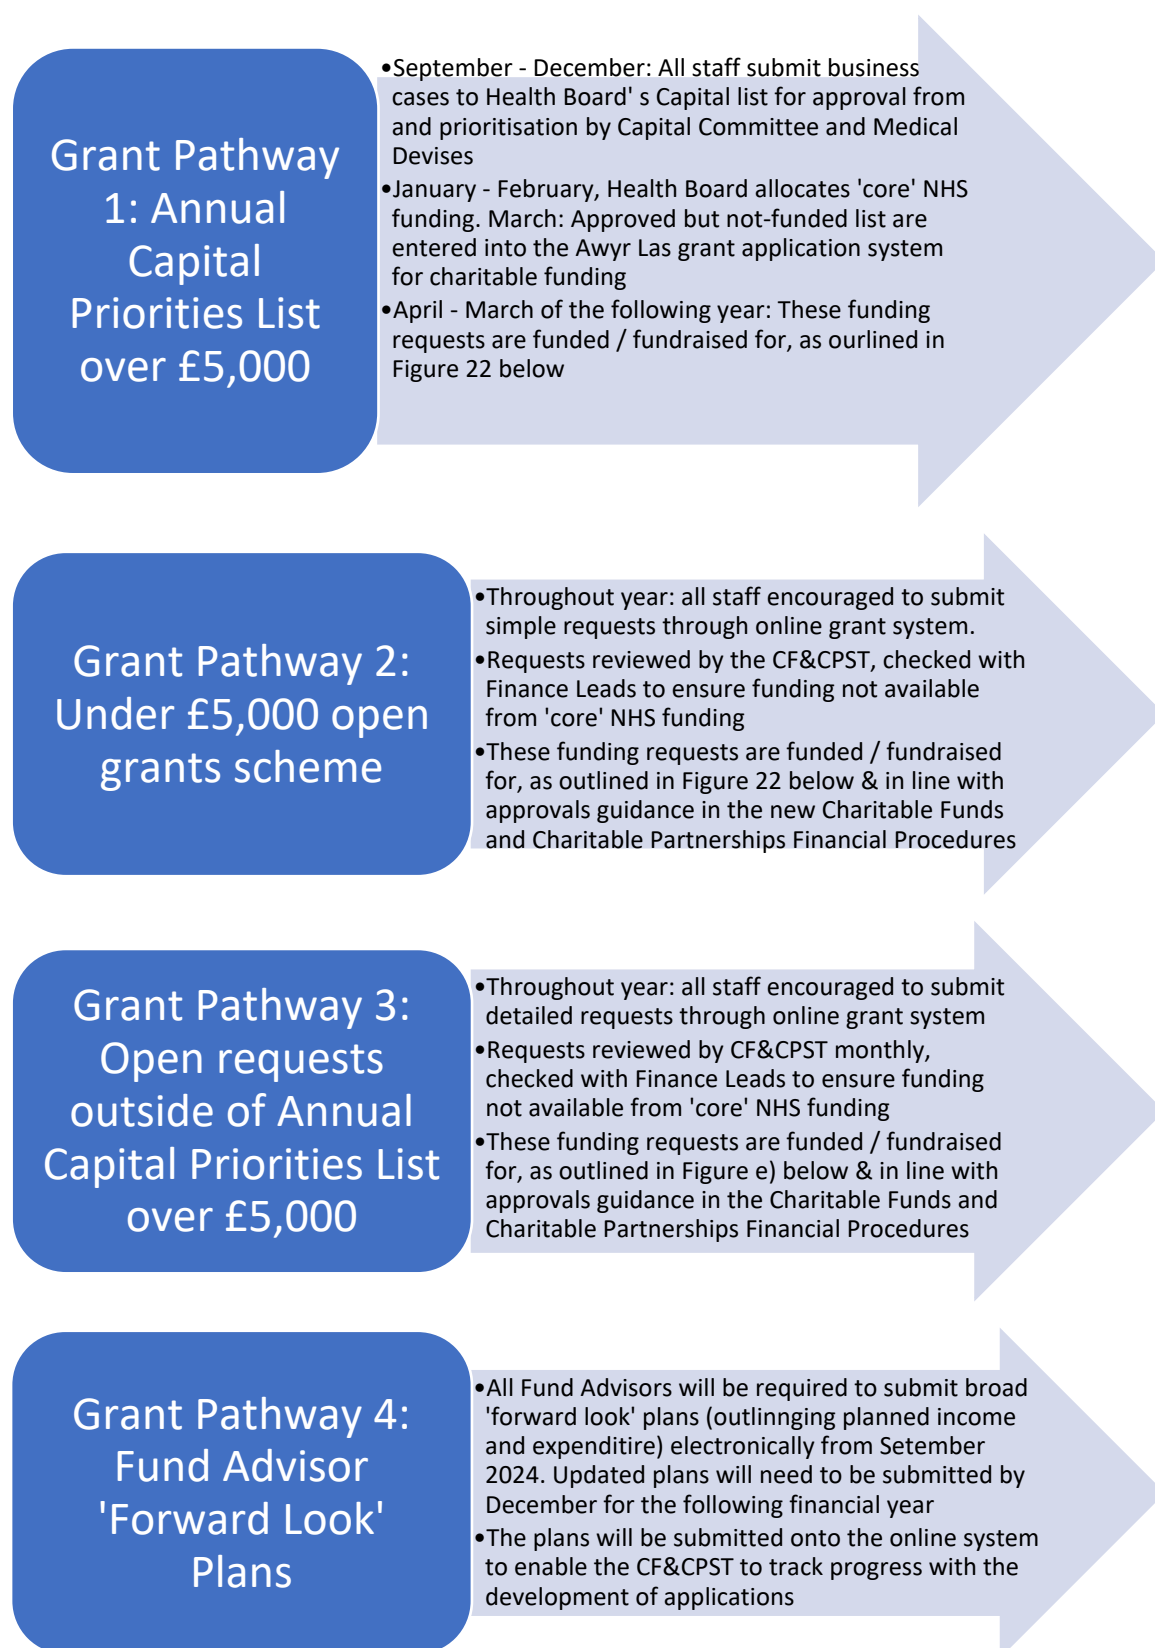 Grant Pathway
1: Annual
Capital
Priorities List
over £5,000
•September - December: All staff submit business
cases to Health Board' s Capital list for approval from
and prioritisation by Capital Committee and Medical
Devises
•January - February, Health Board allocates 'core' NHS
funding. March: Approved but not-funded list are
entered into the Awyr Las grant application system
for charitable funding
•April - March of the following year: These funding
requests are funded / fundraised for, as ourlined in
Figure 22 below
Grant Pathway 2:
Under £5,000 open
grants scheme
•Throughout year: all staff encouraged to submit
simple requests through online grant system.
•Requests reviewed by the CF&CPST, checked with
Finance Leads to ensure funding not available
from 'core' NHS funding
•These funding requests are funded / fundraised
for, as outlined in Figure 22 below & in line with
approvals guidance in the new Charitable Funds
and Charitable Partnerships Financial Procedures
Grant Pathway 3:
Open requests
outside of Annual
Capital Priorities List
over £5,000
•Throughout year: all staff encouraged to submit
detailed requests through online grant system
•Requests reviewed by CF&CPST monthly,
checked with Finance Leads to ensure funding
not available from 'core' NHS funding
•These funding requests are funded / fundraised
for, as outlined in Figure e) below & in line with
approvals guidance in the Charitable Funds and
Charitable Partnerships Financial Procedures
Grant Pathway 4:
Fund Advisor
'Forward Look'
Plans
•All Fund Advisors will be required to submit broad
'forward look' plans (outlinnging planned income
and expenditire) electronically from Setember
2024. Updated plans will need to be submitted by
December for the following financial year
•The plans will be submitted onto the online system
to enable the CF&CPST to track progress with the
development of applications